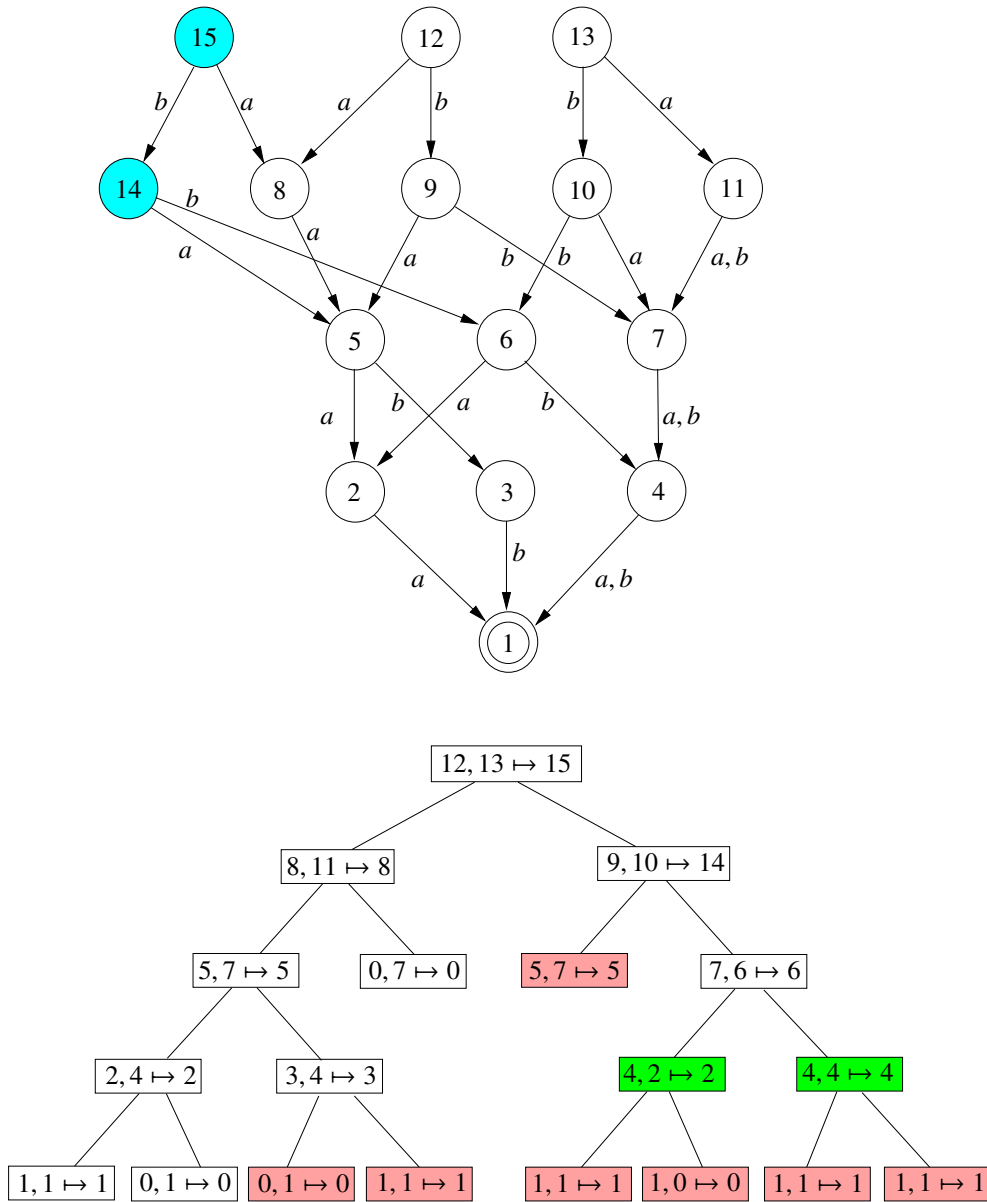 15 12 13
b a a b b a
14 8 9 10 11
b
a a a b b a a, b
5 6 7
a b a b a, b
2 3 4
a b a, b
1
12, 13 ↦ 15
8, 11 ↦ 8 9, 10 ↦ 14
5, 7 ↦ 5 0, 7 ↦ 0 5, 7 ↦ 5 7, 6 ↦ 6
2, 4 ↦ 2 3, 4 ↦ 3 4, 2 ↦ 2 4, 4 ↦ 4
1, 1 ↦ 1 0, 1 ↦ 0 0, 1 ↦ 0 1, 1 ↦ 1 1, 1 ↦ 1 1, 0 ↦ 0 1, 1 ↦ 1 1, 1 ↦ 1